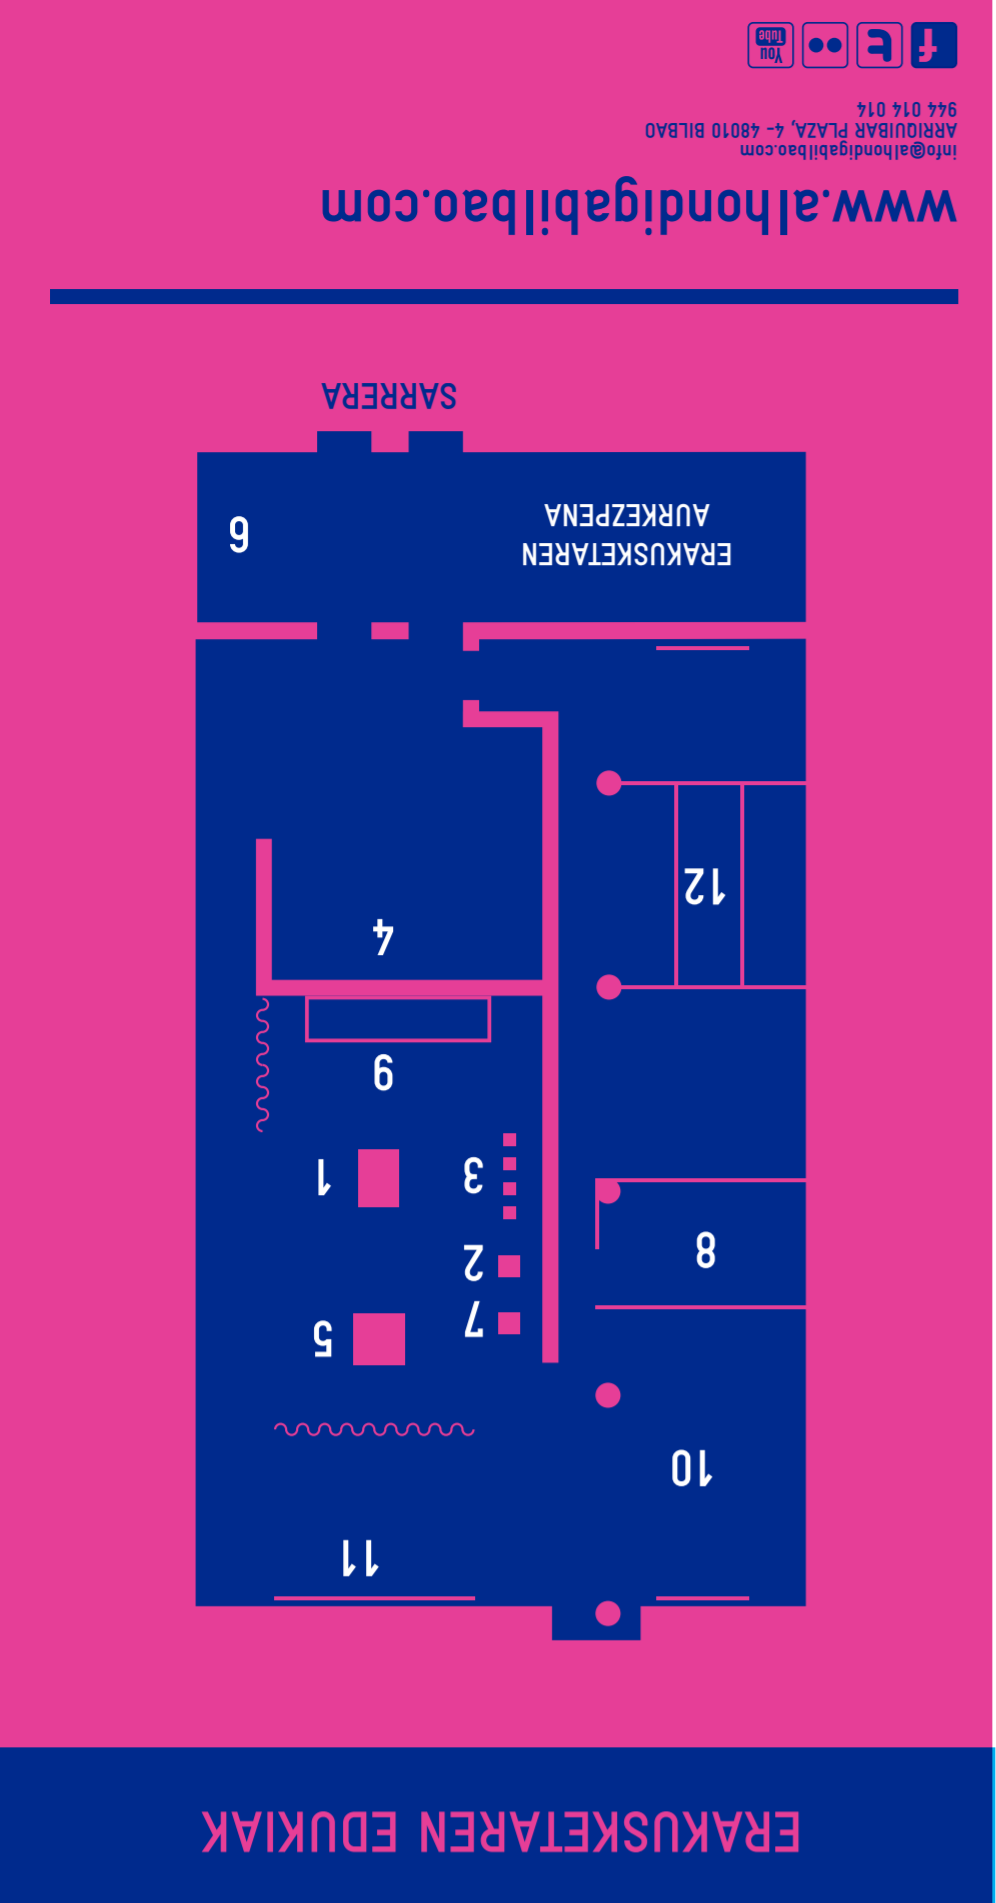 ERAKUSKETAREN EDUKIAK
11
10
5
7
2
8
3
1
9
4
12
ERAKUSKETAREN
AURKEZPENA
6
SARRERA
www.alhondigabilbao.com
info@alhondigabilbao.com
ARRIQUIBAR PLAZA, 4- 48010 BILBAO
944 014 014
f
t
You
Tube